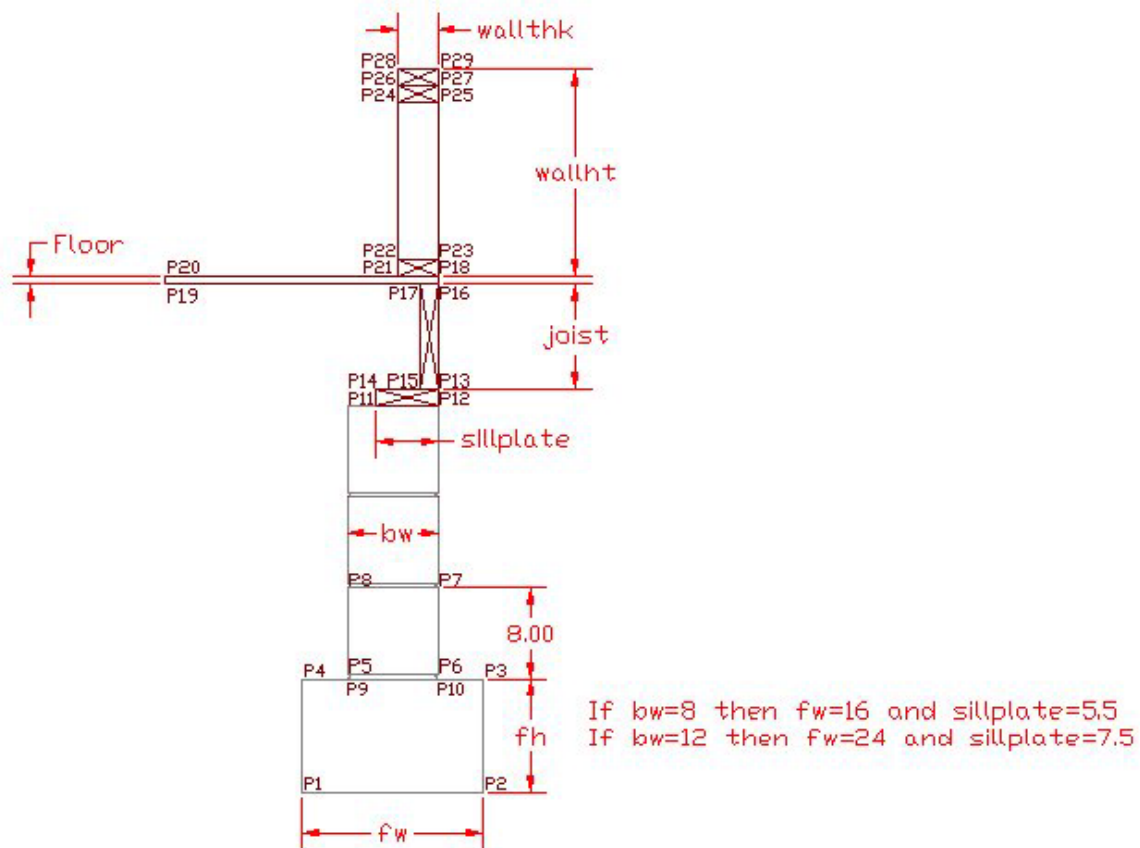 wallthk
P28 P29
P26 P27
P24 P25
wallht
Floor
P22 P23
P20 P21 P18
P19 P17 P16
joist
P14 P15 P13
P11 P12
sillplate
bw
P8 P7
8.00
P4 P5 P6 P3
P9 P10
If bw=8 then fw=16 and sillplate=5.5
fh
If bw=12 then fw=24 and sillplate=7.5
P1 P2
fw